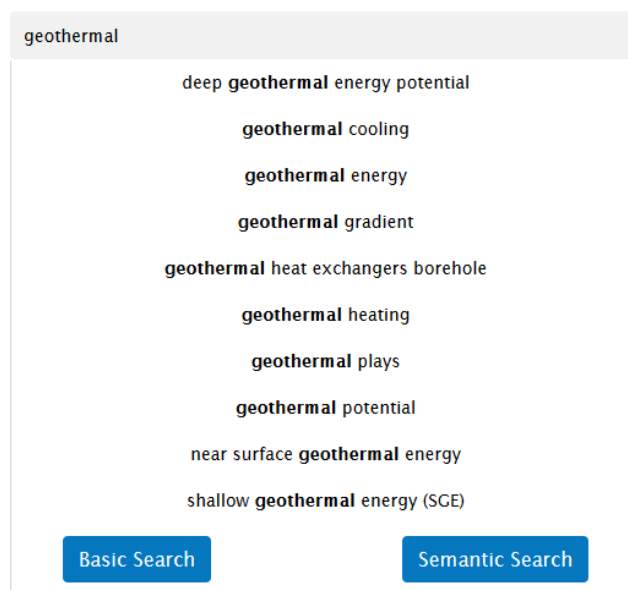 geothermal
deep geothermal energy potential
geothermal cooling
geothermal energy
geothermal gradient
geothermal heat exchangers borehole
geothermal heating
geothermal plays
geothermal potential
near surface geothermal energy
shallow geothermal energy (SGE)
Basic Search Semantic Search